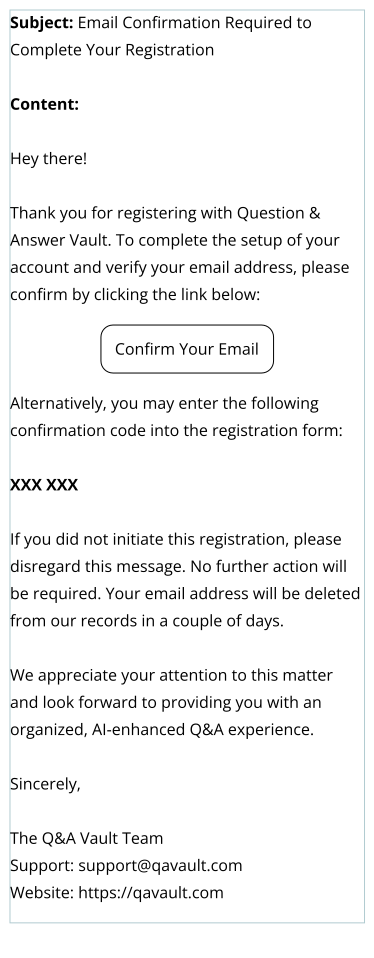 Subject: Email Confirmation Required to
Complete Your Registration
Content:
Hey there!
Thank you for registering with Question &
Answer Vault. To complete the setup of your
account and verify your email address, please
confirm by clicking the link below:
Confirm Your Email
Alternatively, you may enter the following
confirmation code into the registration form:
XXX XXX
If you did not initiate this registration, please
disregard this message. No further action will
be required. Your email address will be deleted
from our records in a couple of days.
We appreciate your attention to this matter
and look forward to providing you with an
organized, AI-enhanced Q&A experience.
Sincerely,
The Q&A Vault Team
Support: support@qavault.com
Website: https://qavault.com